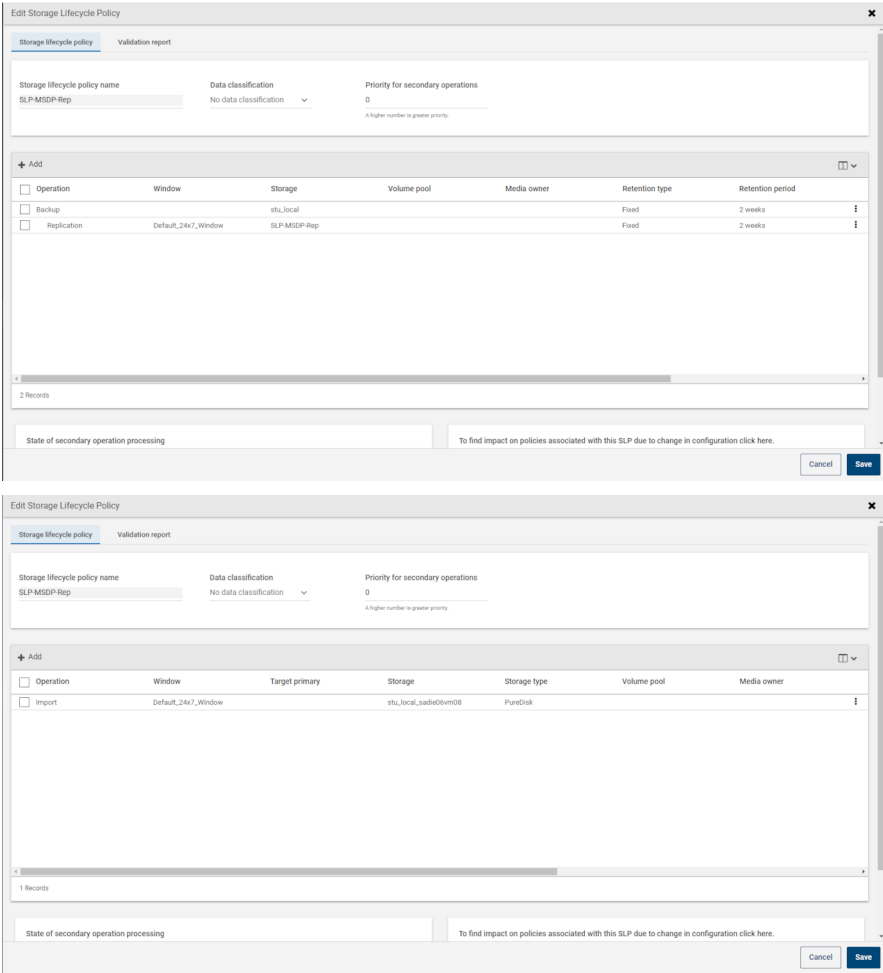 Edit Storage Lifecycle Policy
Storage lifecycle policy Validation report
Storage lifecycle policy name Data classification Priority for secondary operations
SLP-MSDP-Rep No data classification 0
A higher number is greater priority.
+ Add
Operation Window Storage Volume pool Media owner Retention type Retention period
Backup stu_local Fixed 2 weeks
Replication Default_24x7_Window SLP-MSDP-Rep Fixed 2 weeks
2 Records
State of secondary operation processing To find impact on policies associated with this SLP due to change in configuration click here.
Cancel Save
Edit Storage Lifecycle Policy
Storage lifecycle policy Validation report
Storage lifecycle policy name Data classification Priority for secondary operations
SLP-MSDP-Rep No data classification 0
A higher number is greater priority.
+ Add
Operation Window Target primary Storage Storage type Volume pool Media owner
Import Default_24x7_Window stu_local_sadie06vm08 PureDisk
1 Records
State of secondary operation processing To find impact on policies associated with this SLP due to change in configuration click here.
Cancel Save